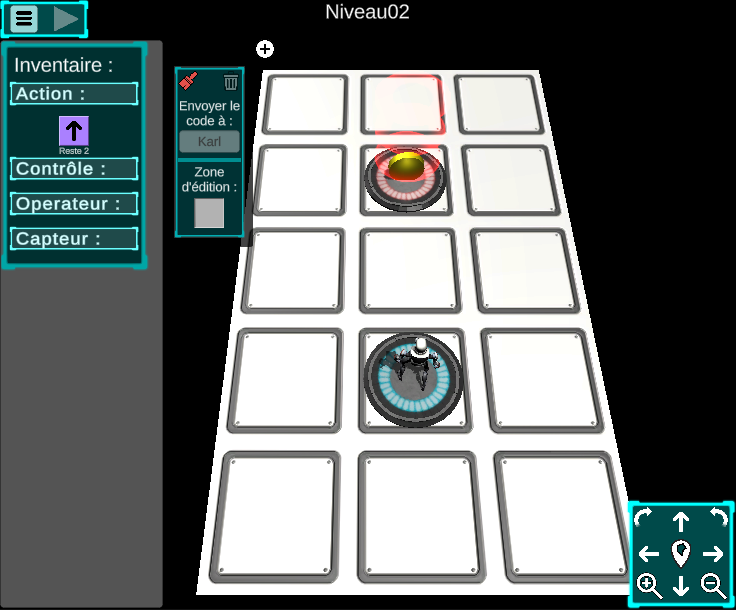 Niveau02
Inventaire :
Action :
Reste 2
Contrôle :
Operateur :
Capteur :
Envoyer le
code à :
Karl
Zone
d'édition :